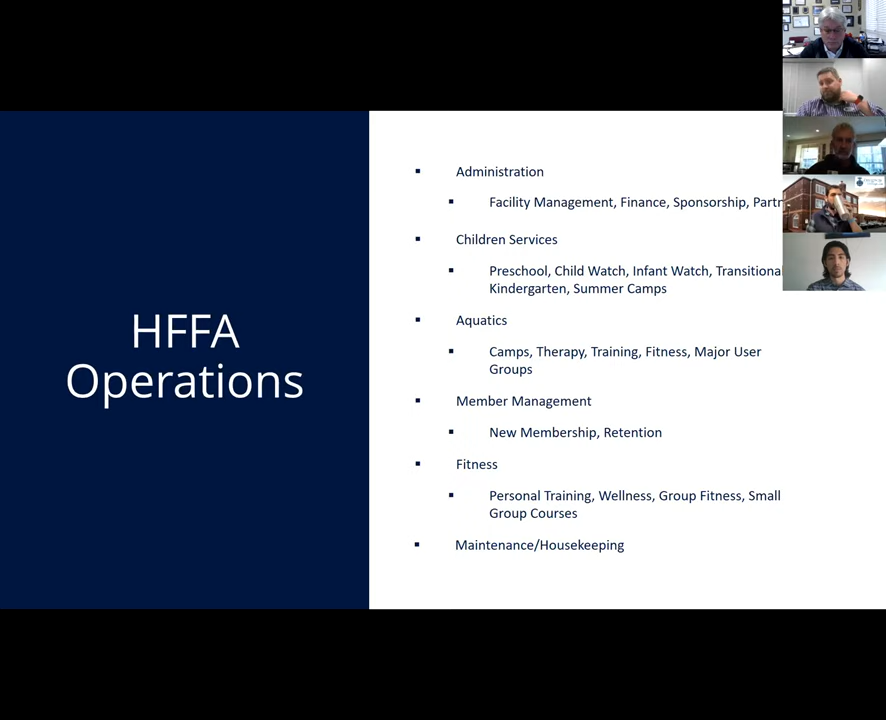 HFFA
Operations
Administration
Facility Management, Finance, Sponsorship,
Children Services
Preschool, Child Watch, Infant Watch, Transitional
Kindergarten, Summer Camps
Aquatics
Camps, Therapy, Training, Fitness, Major User
Groups
Member Management
New Membership, Retention
Fitness
Personal Training, Wellness, Group Fitness, Small
Group Courses
Maintenance/Housekeeping